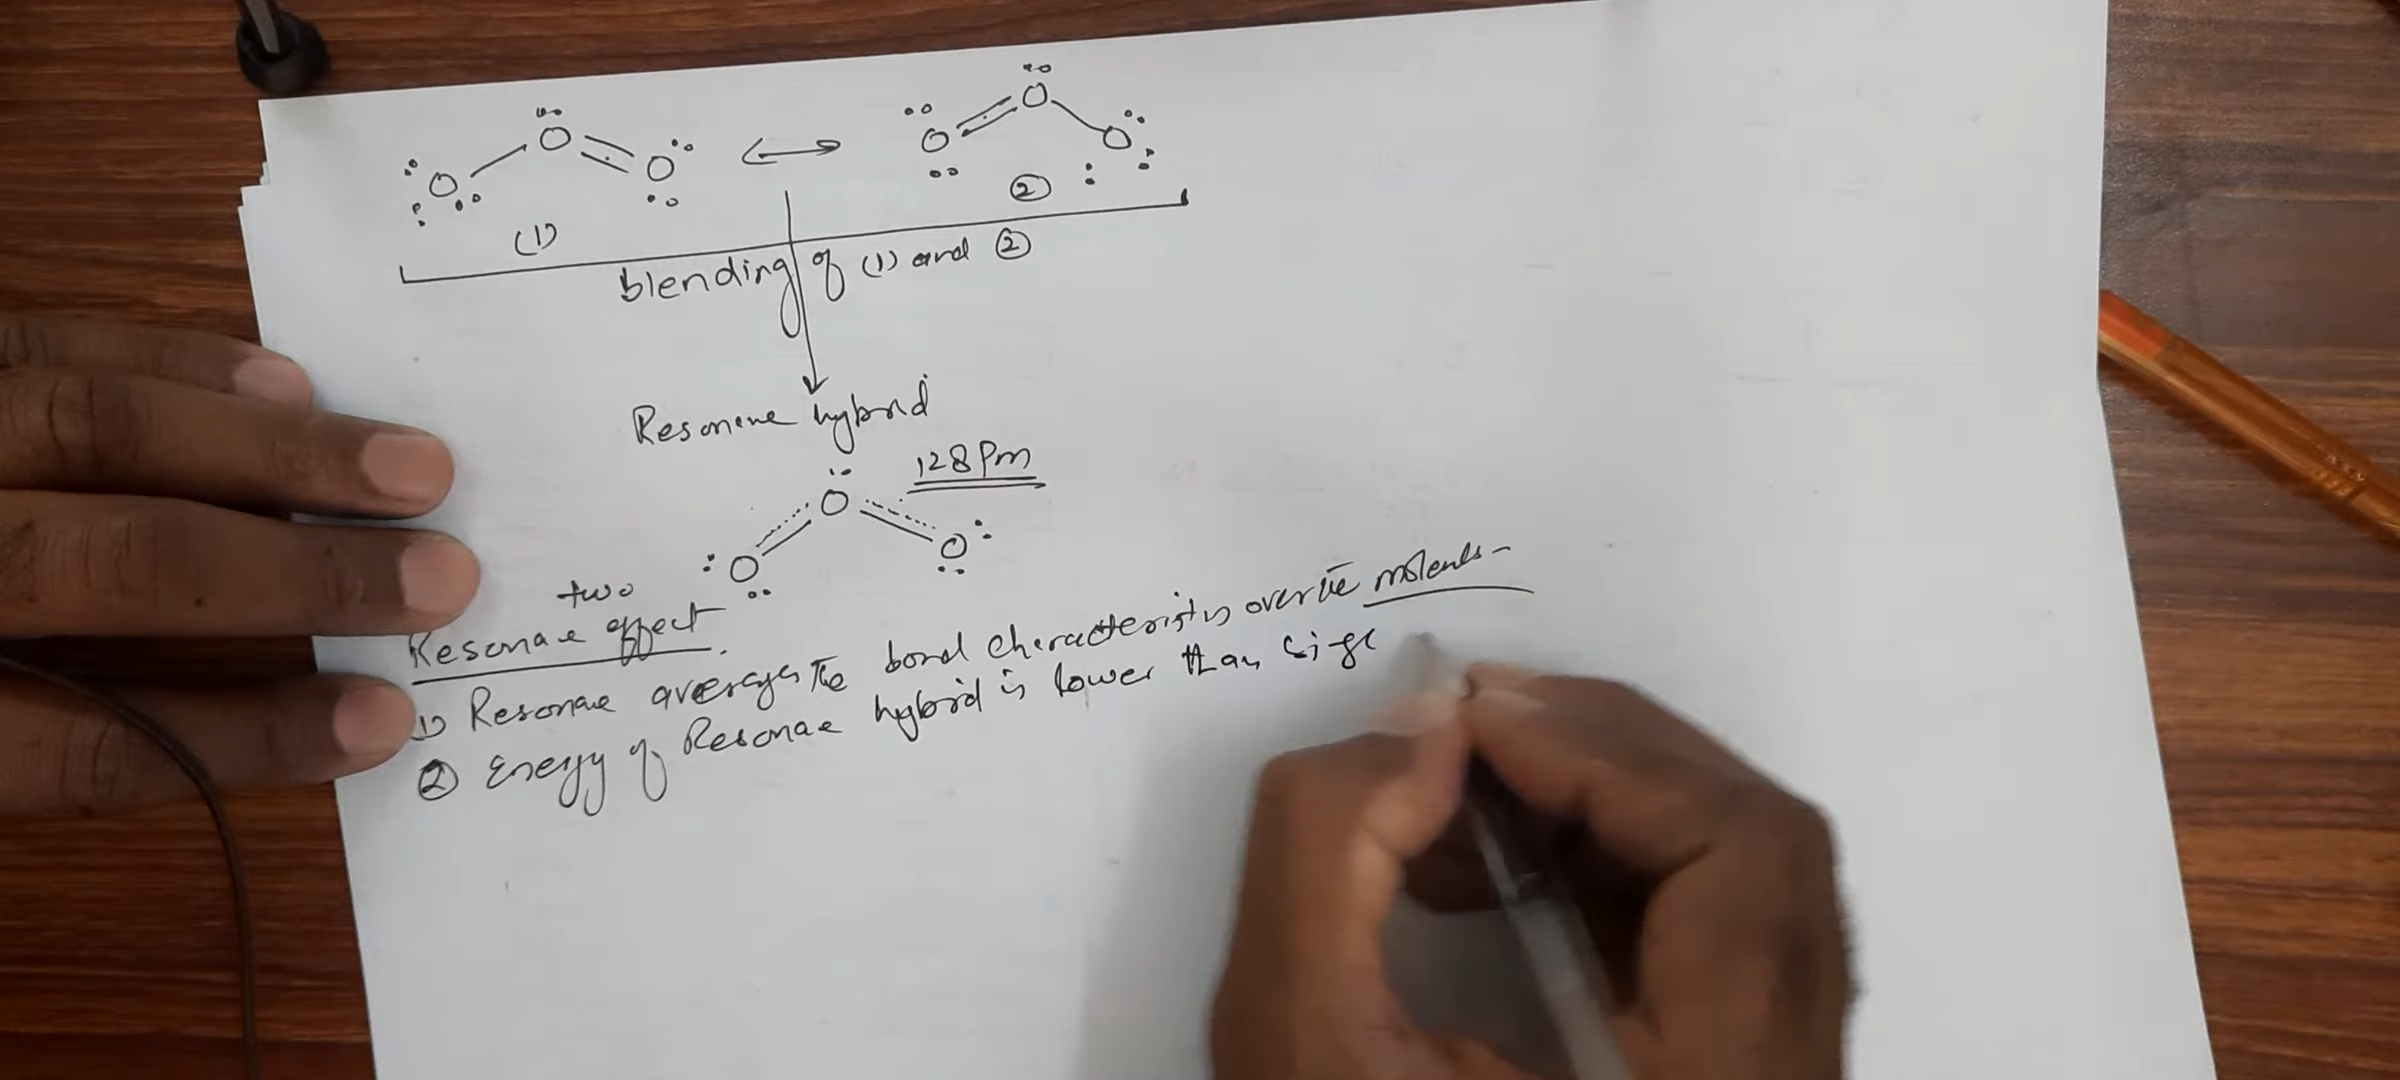 O O O ↔ O O O
(1) ②
blending of (1) and ②
Resonance hybrid
128 Pm
O O O
two
Resonance effect
1) Resonance averages the bond characteristics over the molecules-
② Energy of Resonance hybrid is lower than